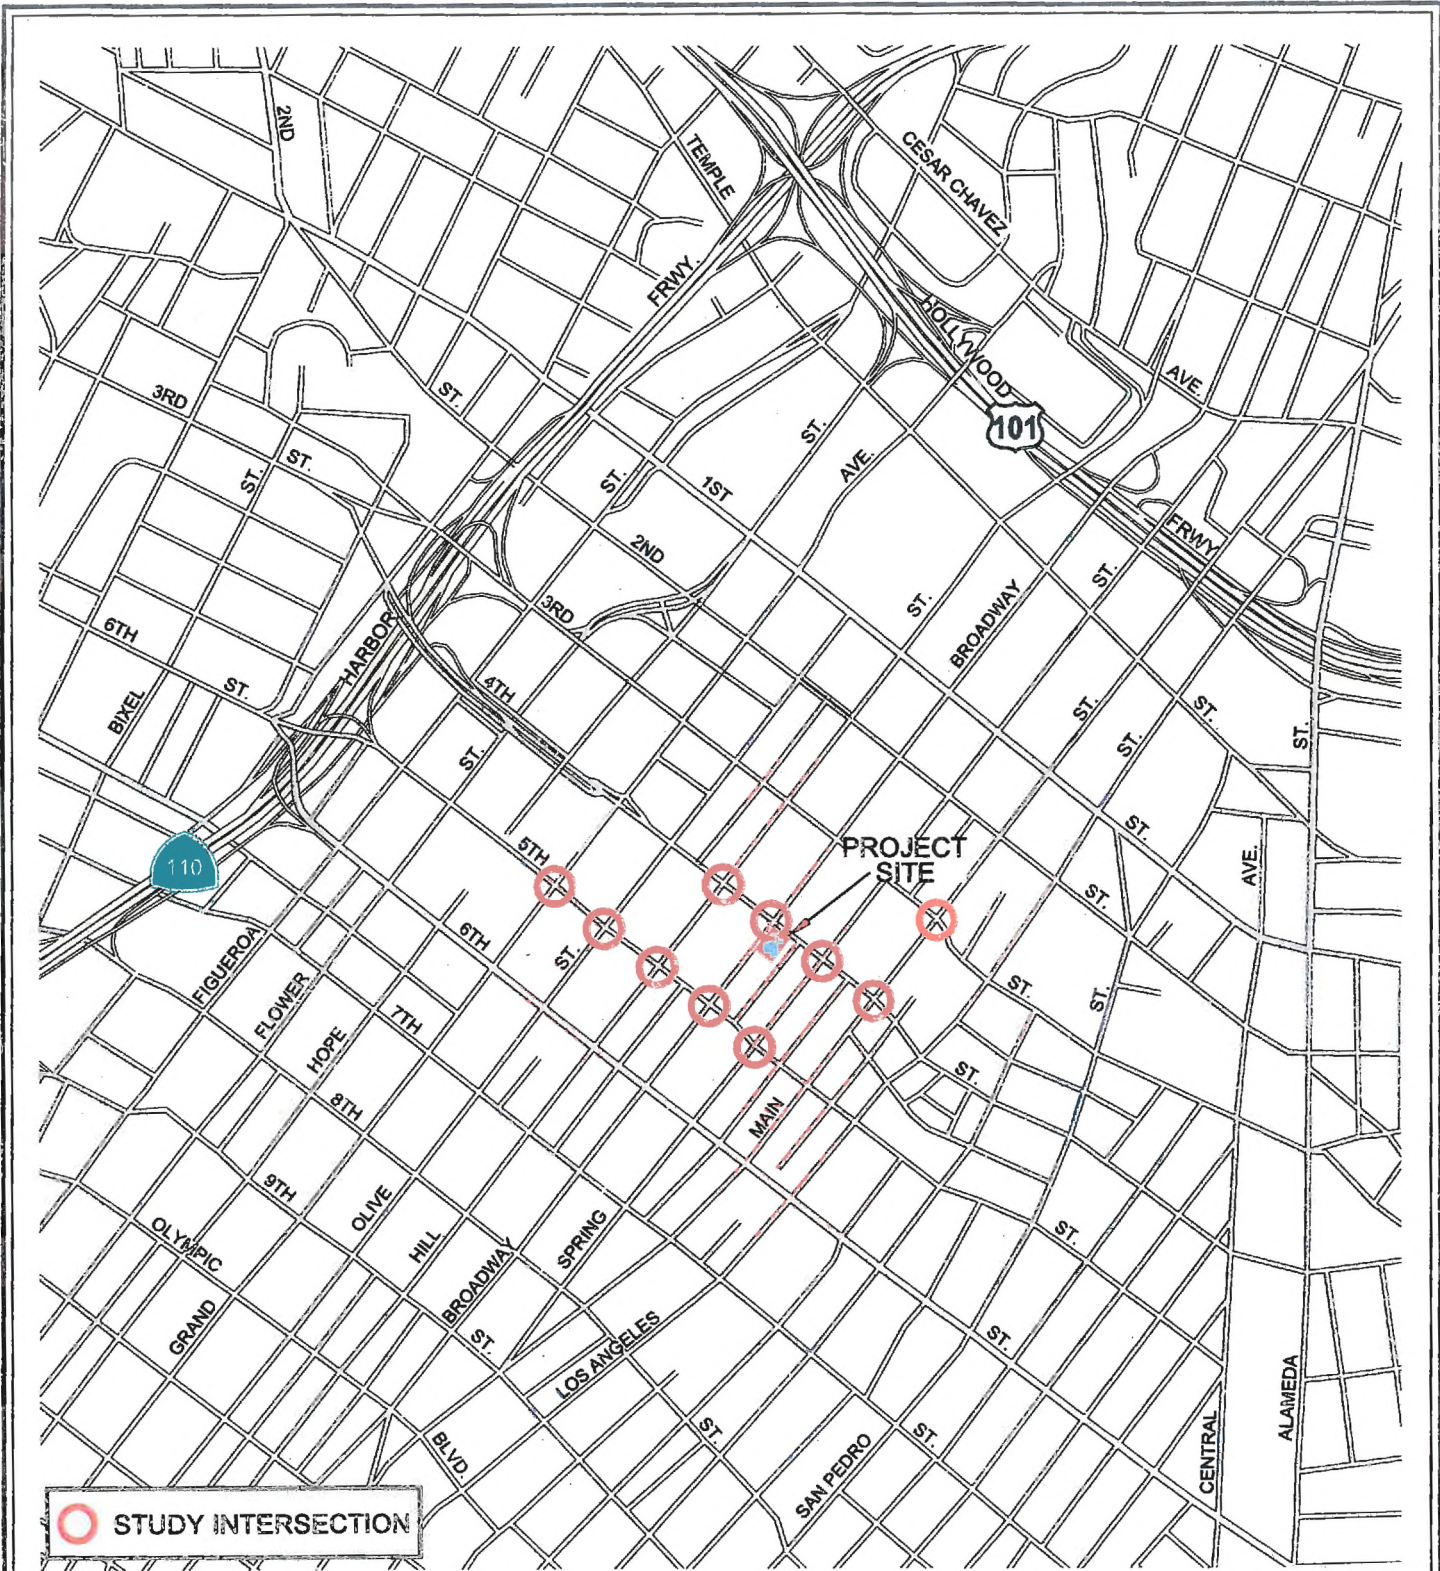 2ND
TEMPLE
CESAR CHAVEZ
FRWY.
HOLLYWOOD
3RD
ST.
AVE.
101
ST.
ST.
ST.
ST.
AVE.
1ST
2ND
FRWY
3RD
ST.
ST.
BROADWAY
6TH
HARBOR
ST.
BIXEL
4TH
ST.
ST.
ST.
ST.
ST.
ST.
5TH
PROJECT
SITE
110
AVE.
ST.
6TH
ST.
FIGUEROA
FLOWER
HOPE
7TH
ST.
ST.
ST.
8TH
MAIN
9TH
OLIVE
OLYMPIC
HILL
BROADWAY
SPRING
ST.
GRAND
ST.
LOS ANGELES
ST.
ALAMEDA
CENTRAL
BLVD.
ST.
SAN PEDRO
ST.
STUDY INTERSECTION